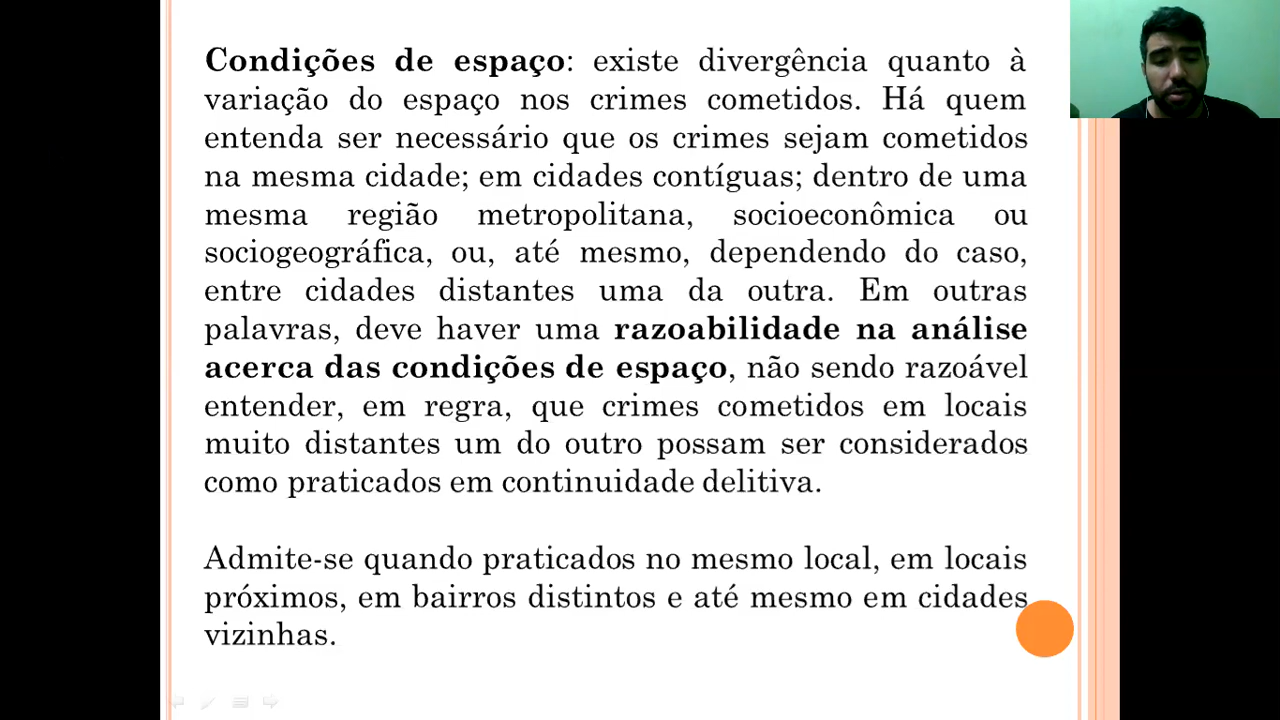 Condições de espaço: existe divergência quanto à
variação do espaço nos crimes cometidos. Há quem
entenda ser necessário que os crimes sejam cometidos
na mesma cidade; em cidades contíguas; dentro de uma
mesma região metropolitana, socioeconômica ou
sociogeográfica, ou, até mesmo, dependendo do caso,
entre cidades distantes uma da outra. Em outras
palavras, deve haver uma razoabilidade na análise
acerca das condições de espaço, não sendo razoável
entender, em regra, que crimes cometidos em locais
muito distantes um do outro possam ser considerados
como praticados em continuidade delitiva.
Admite-se quando praticados no mesmo local, em locais
próximos, em bairros distintos e até mesmo em cidades
vizinhas.